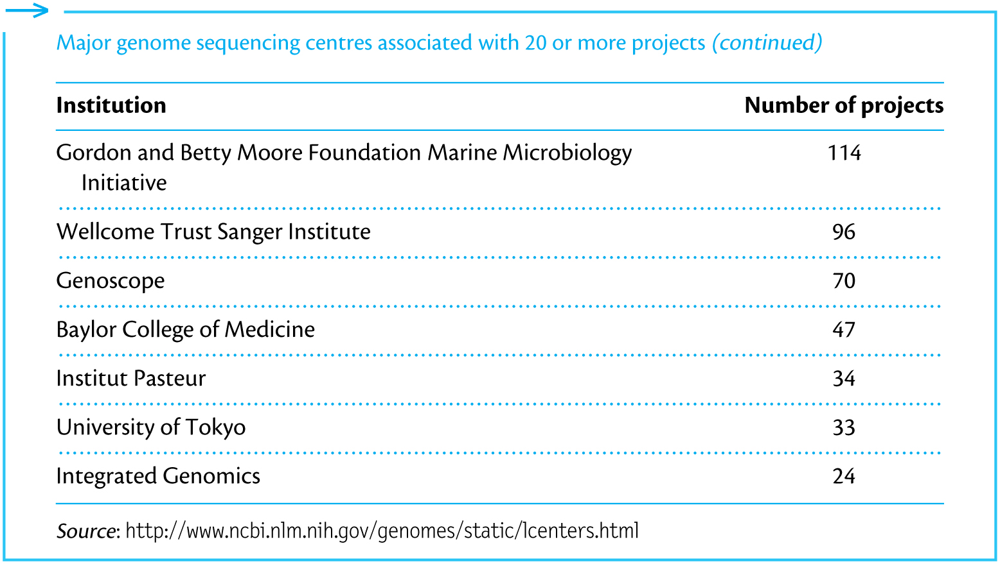 Major genome sequencing centres associated with 20 or more projects (continued)
Institution Number of projects
Gordon and Betty Moore Foundation Marine Microbiology 114
Initiative
Wellcome Trust Sanger Institute 96
Genoscope 70
Baylor College of Medicine 47
Institut Pasteur 34
University of Tokyo 33
Integrated Genomics 24
Source: http://www.ncbi.nlm.nih.gov/genomes/static/lcenters.html